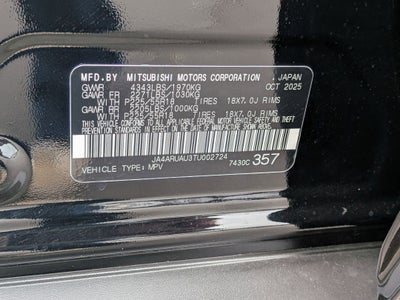 MFD.BY MITSUBISHI MOTORS CORPORATION , JAPAN
GVWR 4343LBS/1970KG OCT 2025
GAWR FR 2271LBS/1030KG
WITH P225/55R18 TIRES 18X7.0J RIMS
GAWR RR 2205LBS/1000KG
WITH P225/55R18 TIRES 18X7.0J RIMS
THIS VEHICLE CONFORMS TO ALL APPLICABLE
FEDERAL MOTOR VEHICLE SAFETY STANDARDS
IN EFFECT ON THE DATE OF MANUFACTURE SHOWN ABOVE.
JA4ARUAU3TU002724
VEHICLE TYPE: MPV 7430C 357